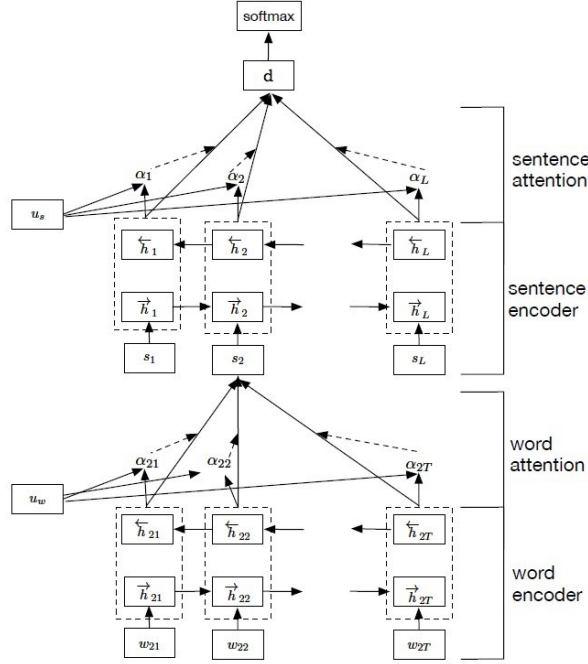 softmax
d
α1 α2 αL
sentence
attention
us
←h1 ←h2 ←hL
→h1 →h2 →hL
sentence
encoder
s1 s2 sL
α21 α22 α2T
word
attention
uw
←h21 ←h22 ←h2T
→h21 →h22 →h2T
word
encoder
w21 w22 w2T